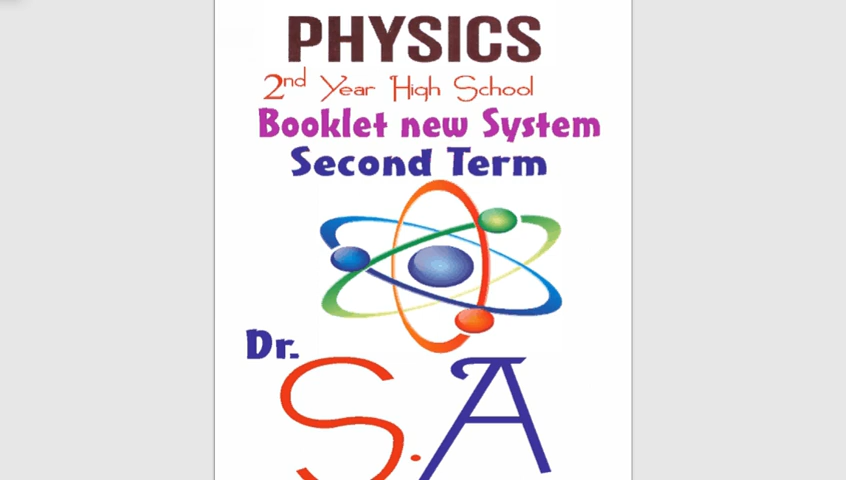 PHYSICS
2nd Year High School
Booklet new System
Second Term
Dr.
S.A